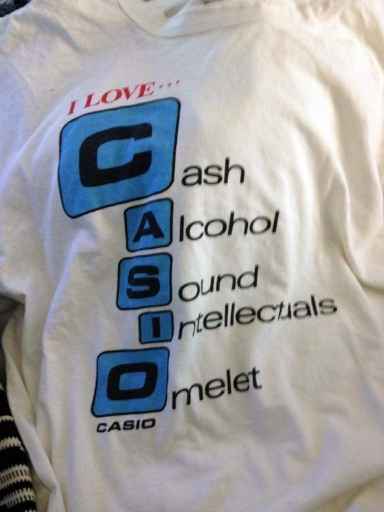 I LOVE...
Cash
Alcohol
Sound
Intellectuals
Omelet
CASIO